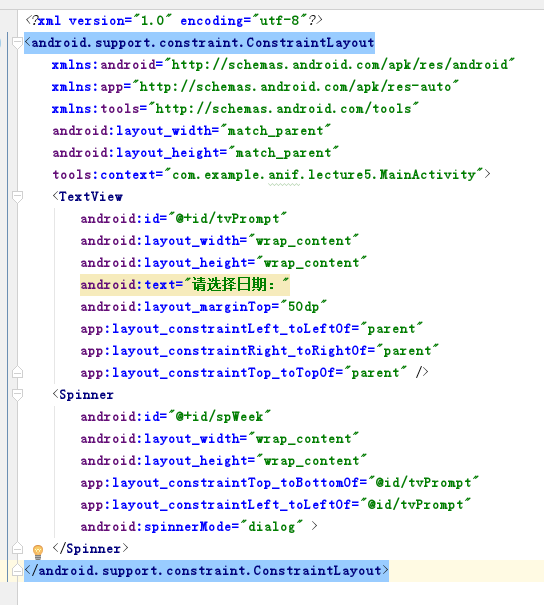 <?xml version="1.0" encoding="utf-8"?>
<android.support.constraint.ConstraintLayout
xmlns:android="http://schemas.android.com/apk/res/android"
xmlns:app="http://schemas.android.com/apk/res-auto"
xmlns:tools="http://schemas.android.com/tools"
android:layout_width="match_parent"
android:layout_height="match_parent"
tools:context="com.example.anif.lecture5.MainActivity">
<TextView
android:id="@+id/tvPrompt"
android:layout_width="wrap_content"
android:layout_height="wrap_content"
android:text="请选择日期："
android:layout_marginTop="50dp"
app:layout_constraintLeft_toLeftOf="parent"
app:layout_constraintRight_toRightOf="parent"
app:layout_constraintTop_toTopOf="parent" />
<Spinner
android:id="@+id/spWeek"
android:layout_width="wrap_content"
android:layout_height="wrap_content"
app:layout_constraintTop_toBottomOf="@id/tvPrompt"
app:layout_constraintLeft_toLeftOf="@id/tvPrompt"
android:spinnerMode="dialog" >
</Spinner>
</android.support.constraint.ConstraintLayout>